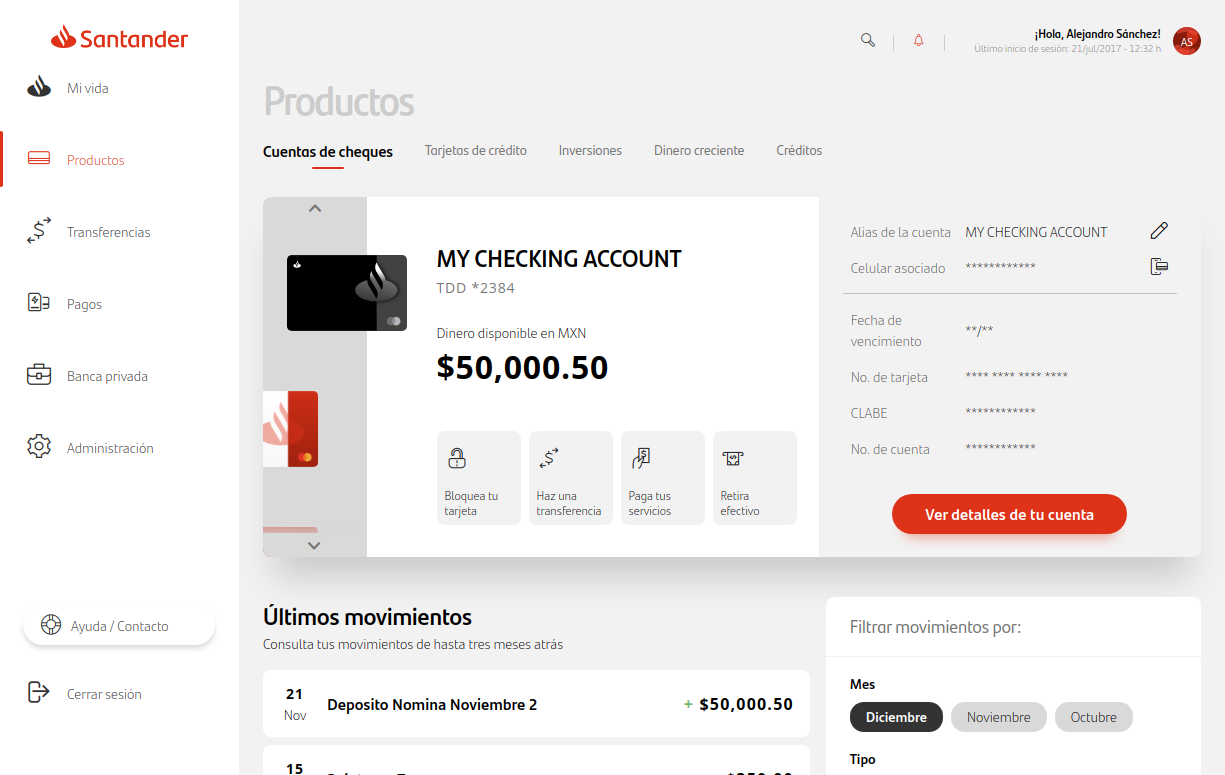 Santander
Mi vida
Productos
Transferencias
Pagos
Banca privada
Administración
Ayuda / Contacto
Cerrar sesión
¡Hola, Alejandro Sánchez!
Último inicio de sesión: 21/jul/2017 - 12:32 h
AS
Productos
Cuentas de cheques
Tarjetas de crédito
Inversiones
Dinero creciente
Créditos
MY CHECKING ACCOUNT
TDD *2384
Dinero disponible en MXN
$50,000.50
Bloquea tu
tarjeta
Haz una
transferencia
Paga tus
servicios
Retira
efectivo
Alias de la cuenta MY CHECKING ACCOUNT
Celular asociado ************
Fecha de
vencimiento **/**
No. de tarjeta **** **** **** ****
CLABE ************
No. de cuenta ************
Ver detalles de tu cuenta
Últimos movimientos
Consulta tus movimientos de hasta tres meses atrás
21
Nov
Deposito Nomina Noviembre 2
+ $50,000.50
15
Filtrar movimientos por:
Mes
Diciembre
Noviembre
Octubre
Tipo